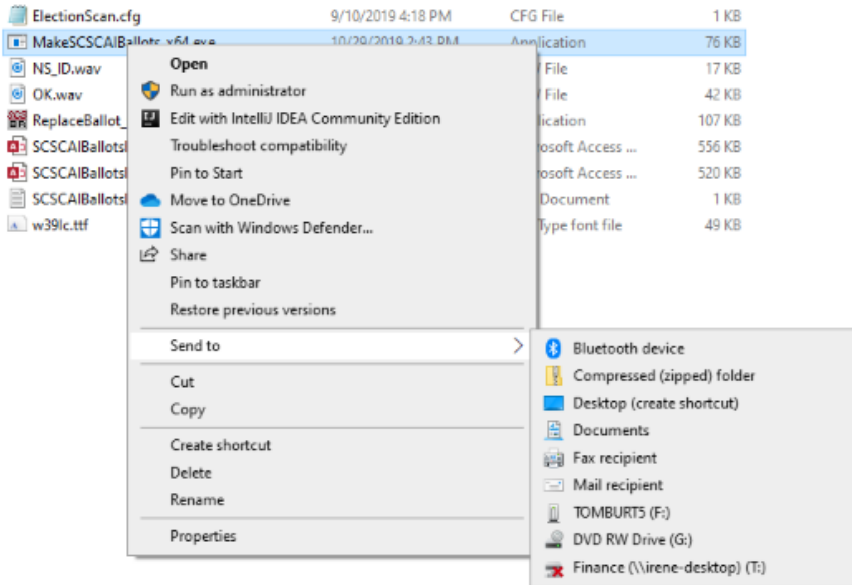 ElectionScan.cfg 9/10/2019 4:18 PM CFG File 1 KB
MakeSCSCAIBallots_x64.exe 10/29/2019 2:43 PM Application 76 KB
NS_ID.wav File 17 KB
OK.wav File 42 KB
ReplaceBallot_ lication 107 KB
SCSCAIBallots osoft Access ... 556 KB
SCSCAIBallots osoft Access ... 520 KB
SCSCAIBallots Document 1 KB
w39lc.ttf Type font file 49 KB
Open
Run as administrator
Edit with IntelliJ IDEA Community Edition
Troubleshoot compatibility
Pin to Start
Move to OneDrive
Scan with Windows Defender...
Share
Pin to taskbar
Restore previous versions
Send to
Cut
Copy
Create shortcut
Delete
Rename
Properties
Bluetooth device
Compressed (zipped) folder
Desktop (create shortcut)
Documents
Fax recipient
Mail recipient
TOMBURT5 (F:)
DVD RW Drive (G:)
Finance (\\irene-desktop) (T:)